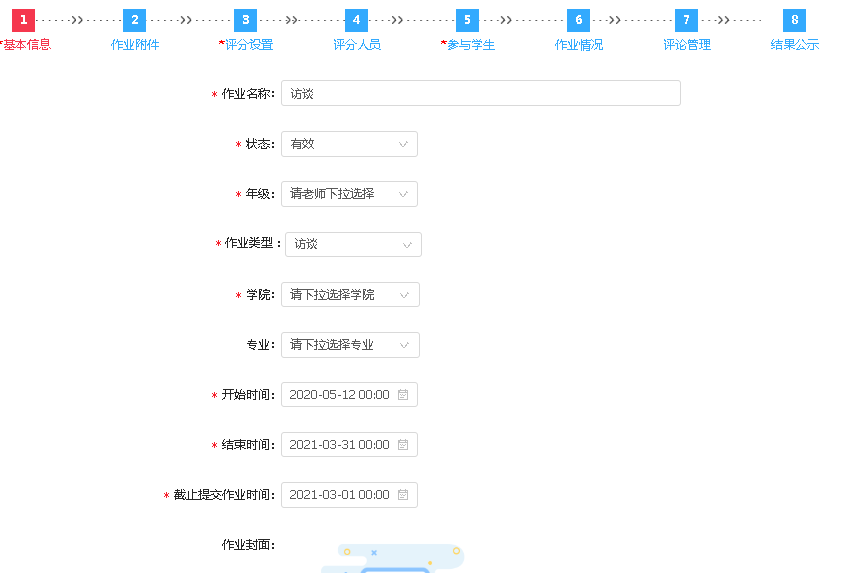 1 >> 2 >> 3 >> 4 >> 5 >> 6 >> 7 >> 8
*基本信息 作业附件 *评分设置 评分人员 *参与学生 作业情况 评论管理 结果公示
* 作业名称: 访谈
* 状态: 有效
* 年级: 请老师下拉选择
* 作业类型: 访谈
* 学院: 请下拉选择学院
专业: 请下拉选择专业
* 开始时间: 2020-05-12 00:00
* 结束时间: 2021-03-31 00:00
* 截止提交作业时间: 2021-03-01 00:00
作业封面: